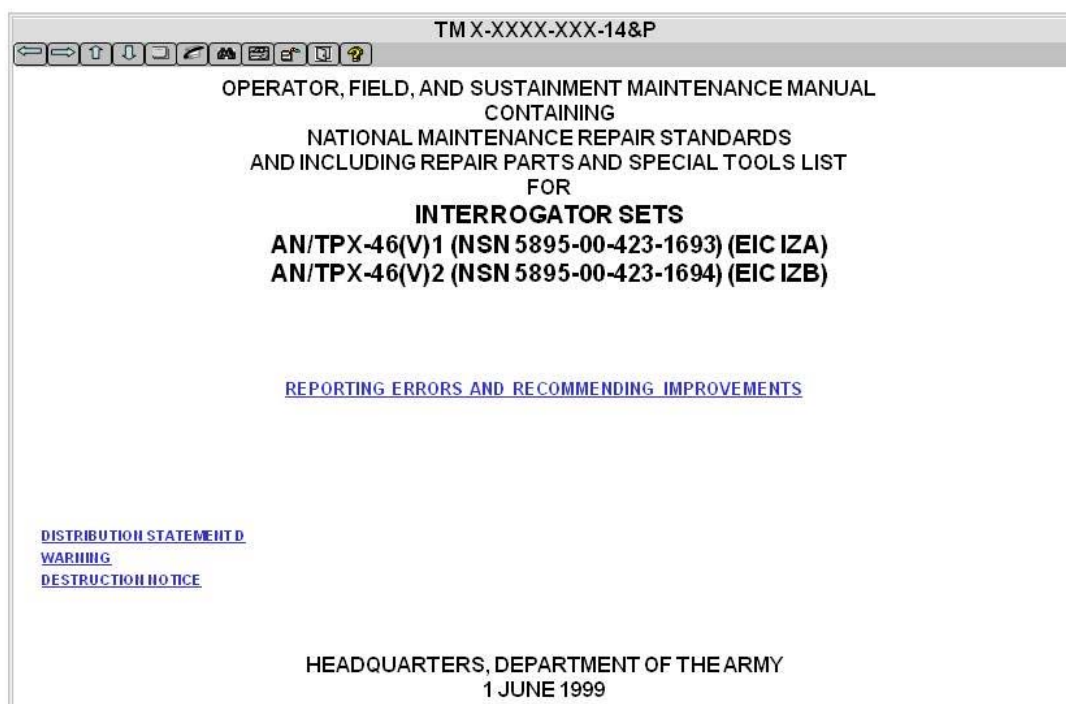 TM X-XXXX-XXX-14&P
OPERATOR, FIELD, AND SUSTAINMENT MAINTENANCE MANUAL
CONTAINING
NATIONAL MAINTENANCE REPAIR STANDARDS
AND INCLUDING REPAIR PARTS AND SPECIAL TOOLS LIST
FOR
INTERROGATOR SETS
AN/TPX-46(V)1 (NSN 5895-00-423-1693) (EIC IZA)
AN/TPX-46(V)2 (NSN 5895-00-423-1694) (EIC IZB)
REPORTING ERRORS AND RECOMMENDING IMPROVEMENTS
DISTRIBUTION STATEMENT D
WARNING
DESTRUCTION NOTICE
HEADQUARTERS, DEPARTMENT OF THE ARMY
1 JUNE 1999